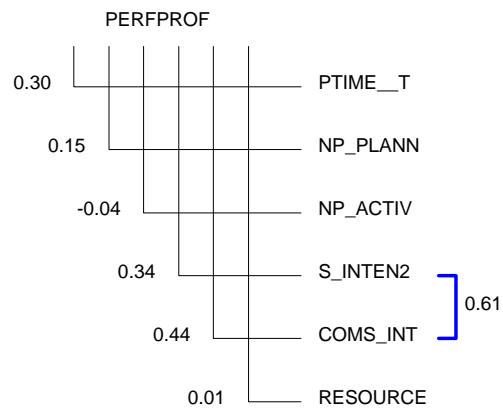 PERFPROF
0.30 PTIME__T
0.15 NP_PLANN
-0.04 NP_ACTIV
0.34 S_INTEN2
0.61
0.44 COMS_INT
0.01 RESOURCE